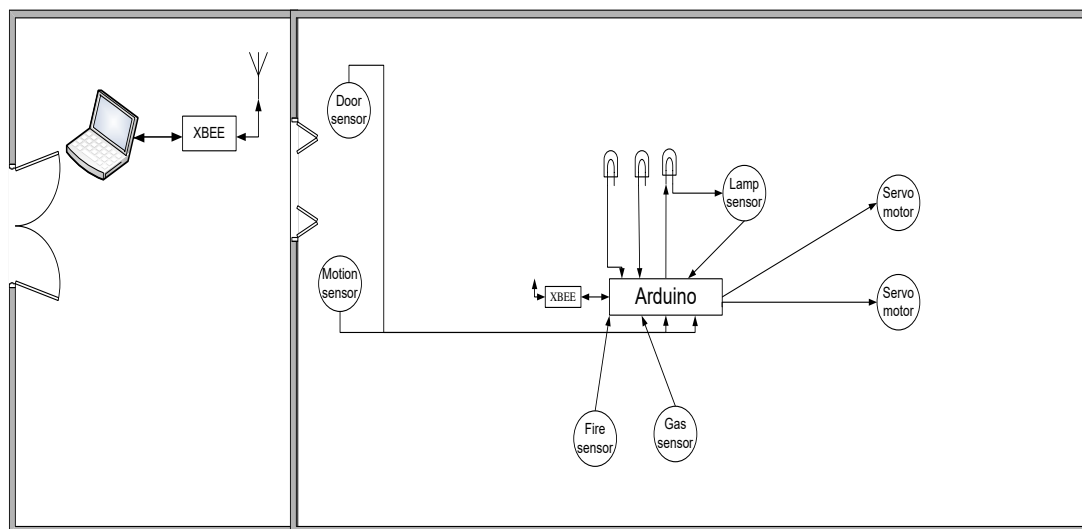 XBEE
Door
sensor
Lamp
sensor
Servo
motor
Motion
sensor
XBEE
Arduino
Servo
motor
Fire
sensor
Gas
sensor